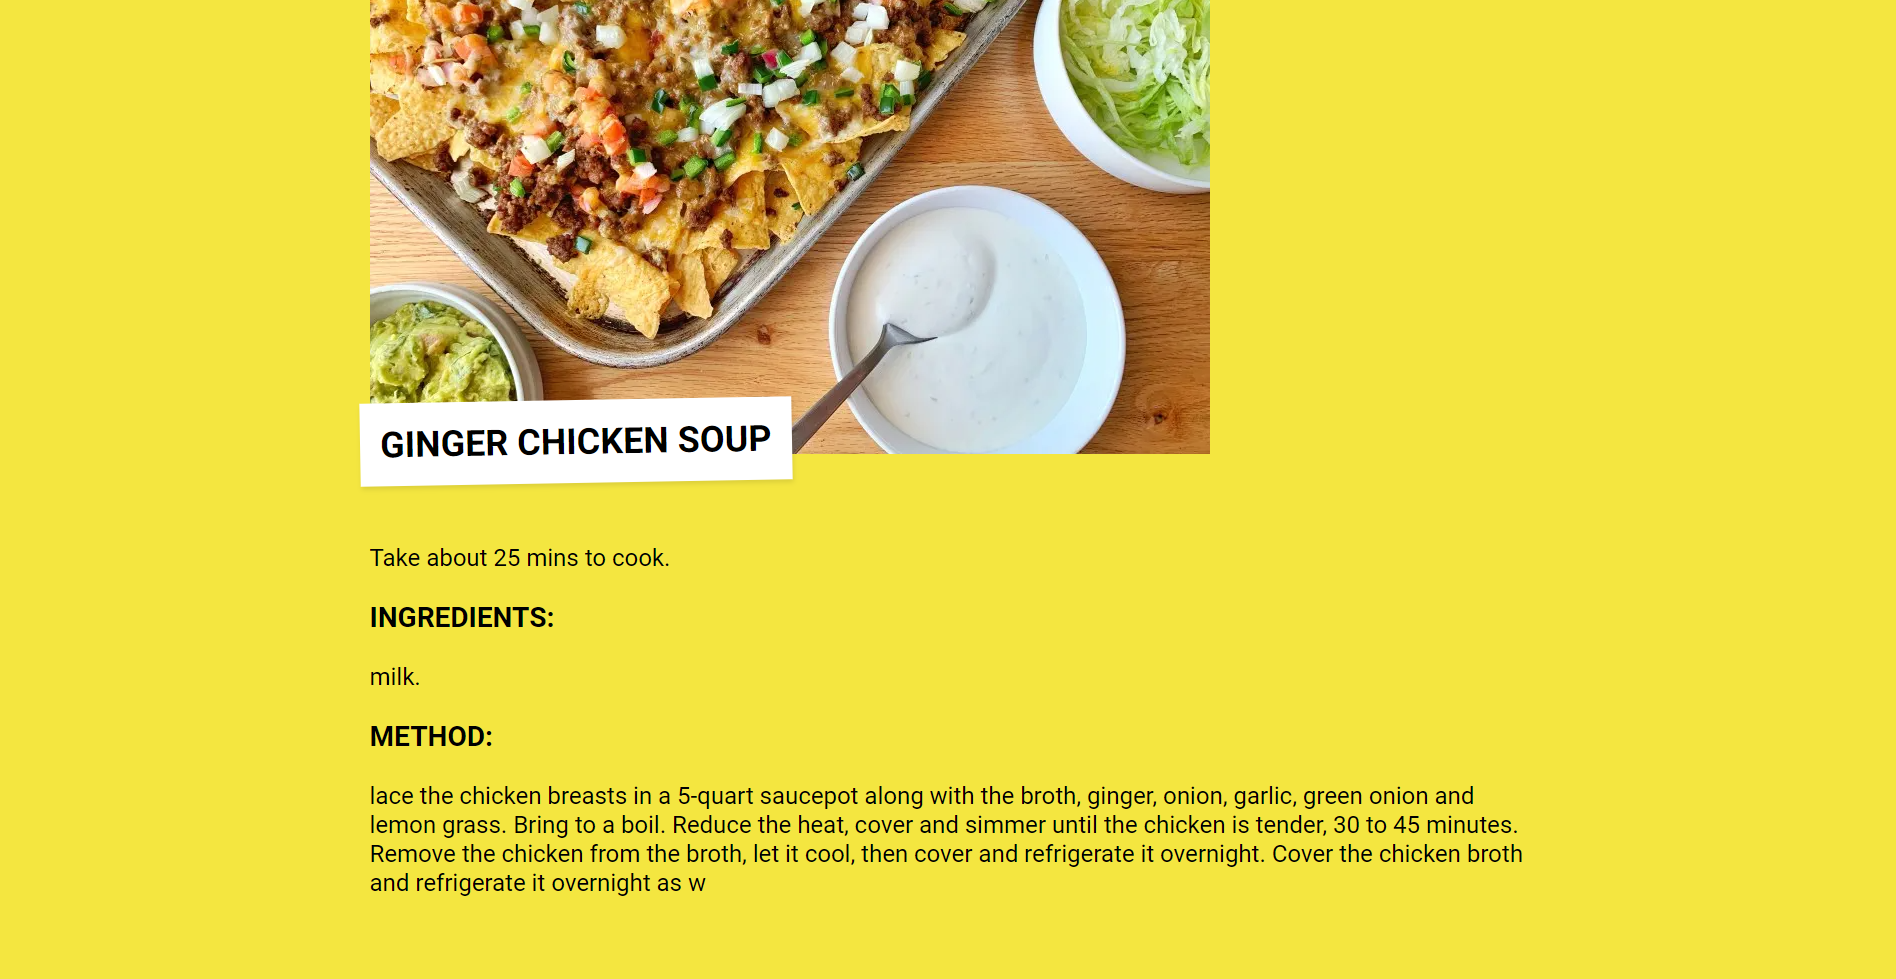 GINGER CHICKEN SOUP
Take about 25 mins to cook.
INGREDIENTS:
milk.
METHOD:
lace the chicken breasts in a 5-quart saucepot along with the broth, ginger, onion, garlic, green onion and
lemon grass. Bring to a boil. Reduce the heat, cover and simmer until the chicken is tender, 30 to 45 minutes.
Remove the chicken from the broth, let it cool, then cover and refrigerate it overnight. Cover the chicken broth
and refrigerate it overnight as w